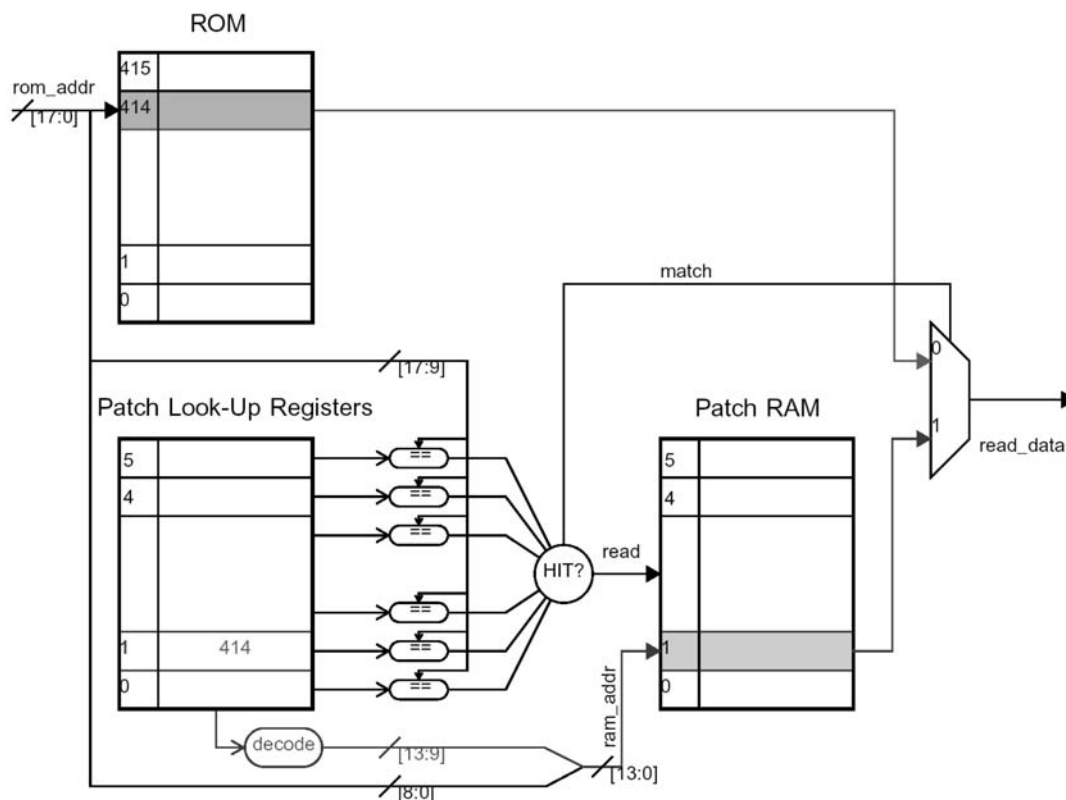 ROM
415
rom_addr
[17:0]
414
1
0
match
[17:9]
0
Patch Look-Up Registers
Patch RAM
1
read_data
5
==
5
4
==
4
==
HIT?
read
==
1
414
==
1
0
==
0
ram_addr
decode
[13:9]
[13:0]
[8:0]